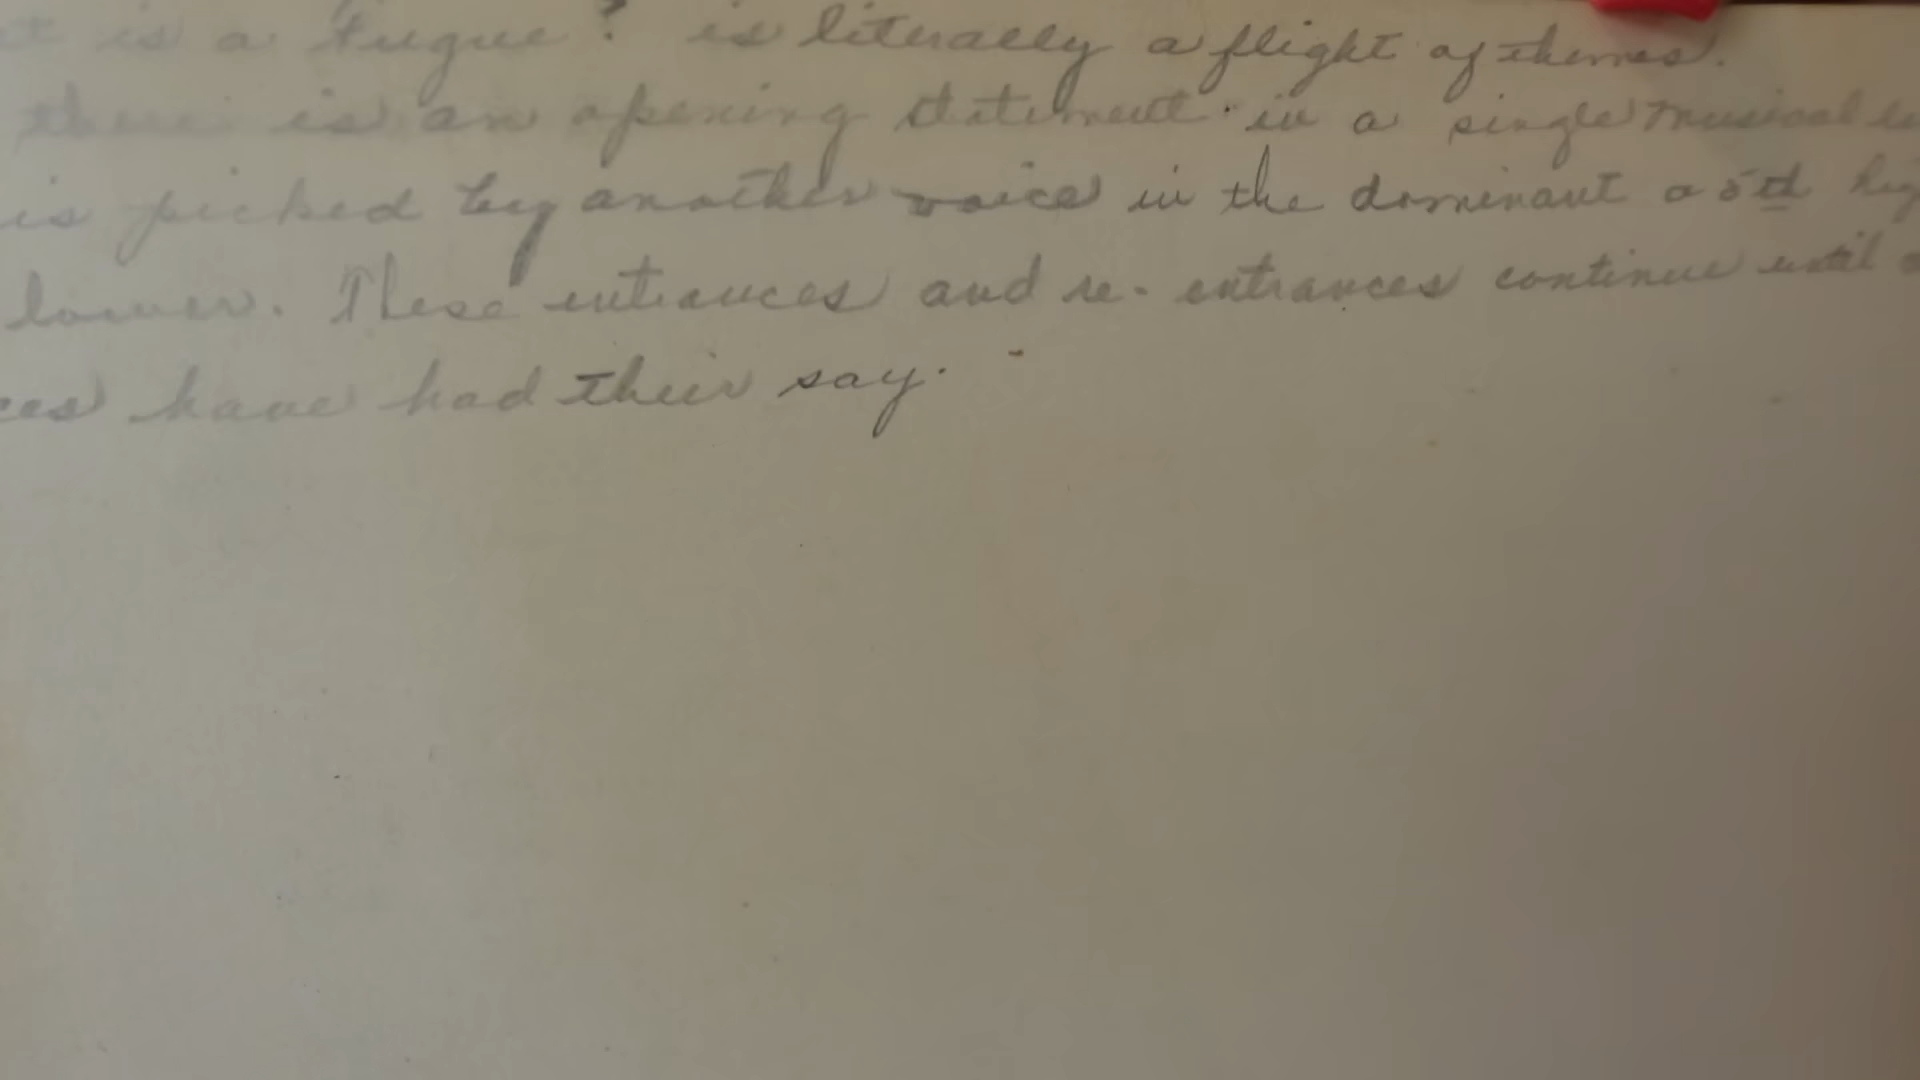 is a fugue? is literally a flight of themes.
there is an opening statement in a single musical
is picked by another voice in the dominant a 5th
lower. These entrances and re-entrances continue until
have had their say.